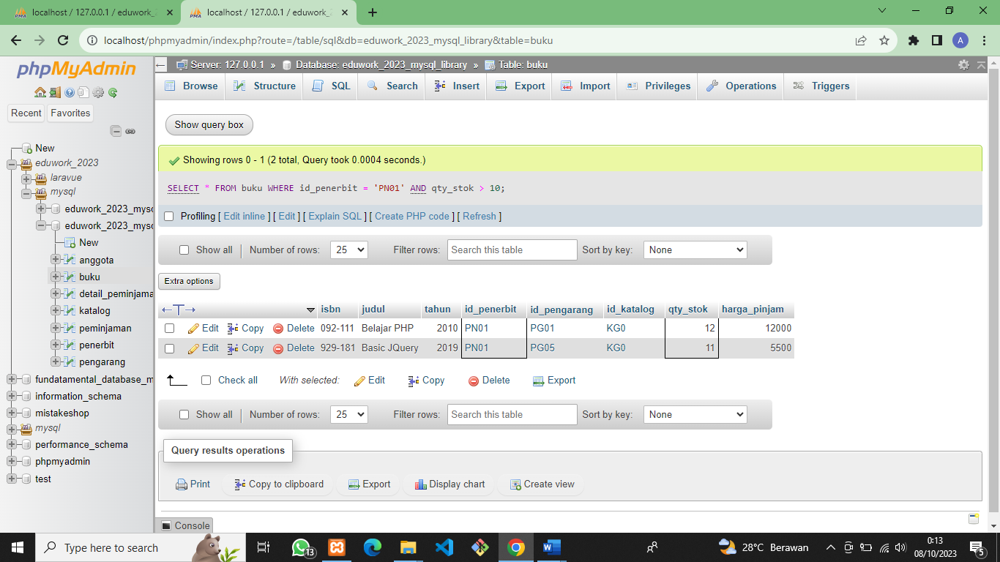 localhost / 127.0.0.1 / eduwork_2
localhost / 127.0.0.1 / eduwork_2
localhost/phpmyadmin/index.php?route=/table/sql&db=eduwork_2023_mysql_library&table=buku
A
phpMyAdmin
Recent Favorites
New
eduwork_2023
laravue
mysql
eduwork_2023_mysc
eduwork_2023_mysc
New
anggota
buku
detail_peminjama
katalog
peminjaman
penerbit
pengarang
fundatamental_database_m
information_schema
mistakeshop
mysql
performance_schema
phpmyadmin
test
Server: 127.0.0.1 » Database: eduwork_2023_mysql_library » Table: buku
Browse Structure SQL Search Insert Export Import Privileges Operations Triggers
Show query box
Showing rows 0 - 1 (2 total, Query took 0.0004 seconds.)
SELECT * FROM buku WHERE id_penerbit = 'PN01' AND qty_stok > 10;
Profiling [ Edit inline ] [ Edit ] [ Explain SQL ] [ Create PHP code ] [ Refresh ]
Show all | Number of rows: 25 Filter rows: Search this table Sort by key: None
Extra options
←T→ isbn judul tahun id_penerbit id_pengarang id_katalog qty_stok harga_pinjam
Edit Copy Delete 092-111 Belajar PHP 2010 PN01 PG01 KG0 12 12000
Edit Copy Delete 929-181 Basic JQuery 2019 PN01 PG05 KG0 11 5500
Check all With selected: Edit Copy Delete Export
Show all | Number of rows: 25 Filter rows: Search this table Sort by key: None
Query results operations
Print Copy to clipboard Export Display chart Create view
Console
Type here to search
13
28°C Berawan
0:13
08/10/2023
5